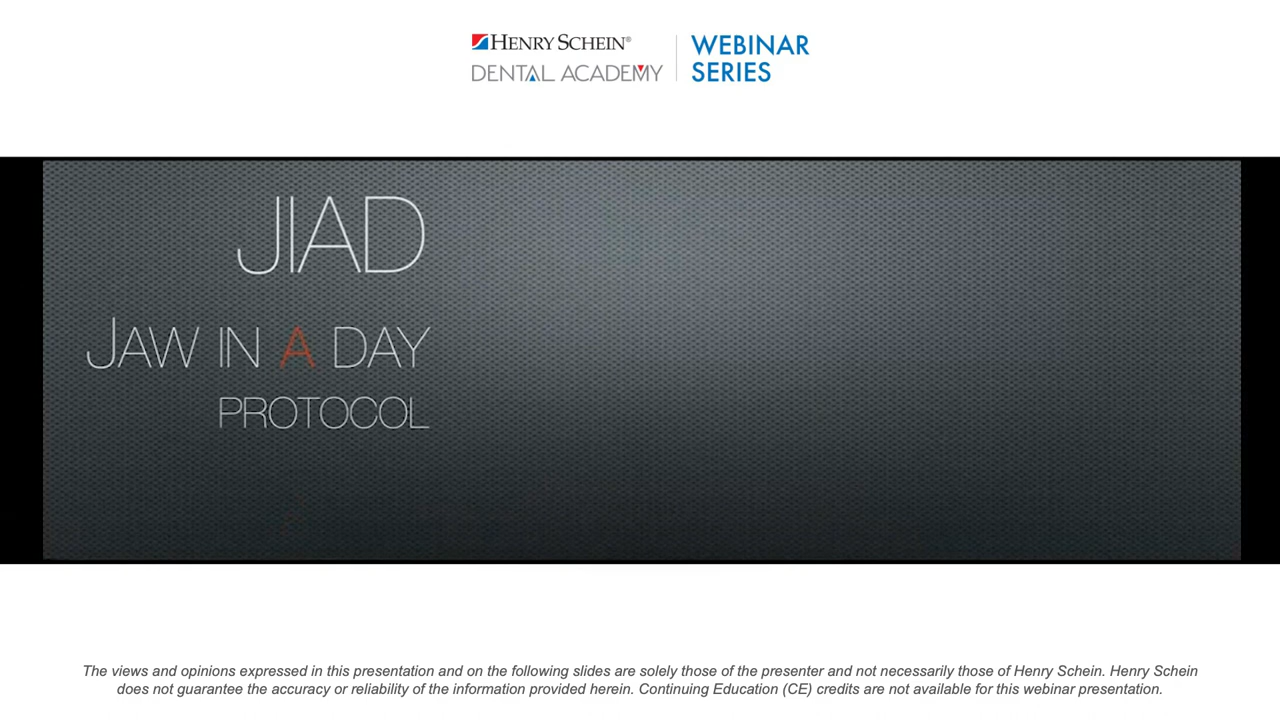 HENRY SCHEIN®
DENTAL ACADEMY
WEBINAR
SERIES
JIAD
JAW IN A DAY
PROTOCOL
The views and opinions expressed in this presentation and on the following slides are solely those of the presenter and not necessarily those of Henry Schein. Henry Schein
does not guarantee the accuracy or reliability of the information provided herein. Continuing Education (CE) credits are not available for this webinar presentation.